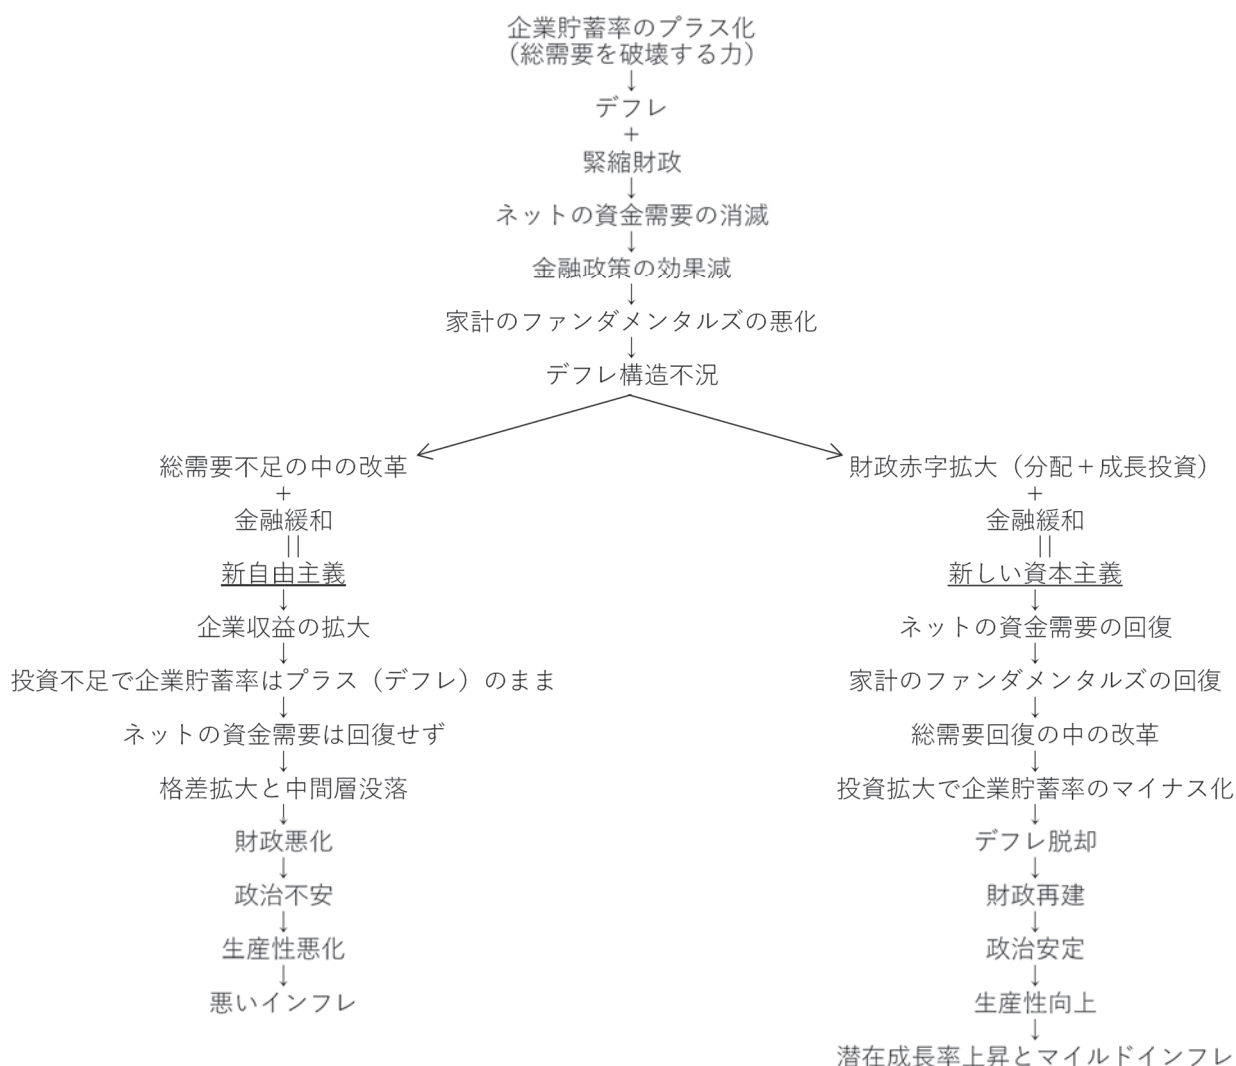 企業貯蓄率のプラス化
（総需要を破壊する力）
↓
デフレ
+
緊縮財政
↓
ネットの資金需要の消滅
↓
金融政策の効果減
↓
家計のファンダメンタルズの悪化
↓
デフレ構造不況
総需要不足の中の改革
+
金融緩和
||
新自由主義
↓
企業収益の拡大
↓
投資不足で企業貯蓄率はプラス（デフレ）のまま
↓
ネットの資金需要は回復せず
↓
格差拡大と中間層没落
↓
財政悪化
↓
政治不安
↓
生産性悪化
↓
悪いインフレ
財政赤字拡大（分配＋成長投資）
+
金融緩和
||
新しい資本主義
↓
ネットの資金需要の回復
↓
家計のファンダメンタルズの回復
↓
総需要回復の中の改革
↓
投資拡大で企業貯蓄率のマイナス化
↓
デフレ脱却
↓
財政再建
↓
政治安定
↓
生産性向上
↓
潜在成長率上昇とマイルドインフレ